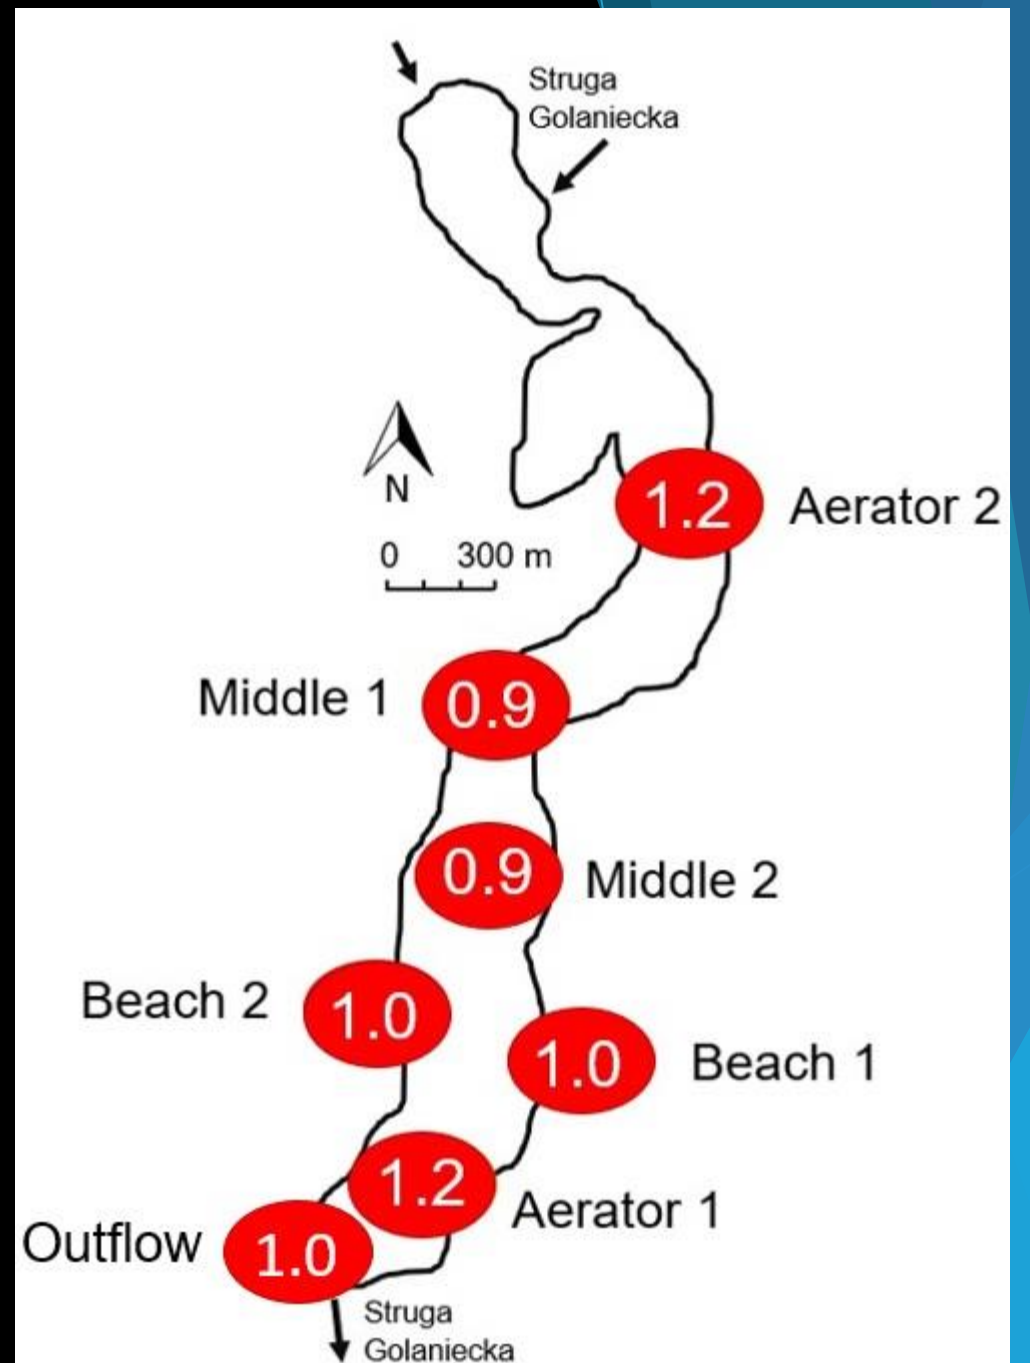 Struga
Golaniecka
N
0 300 m
1.2 Aerator 2
Middle 1 0.9
0.9 Middle 2
Beach 2 1.0
1.0 Beach 1
1.2 Aerator 1
Outflow 1.0
Struga
Golaniecka